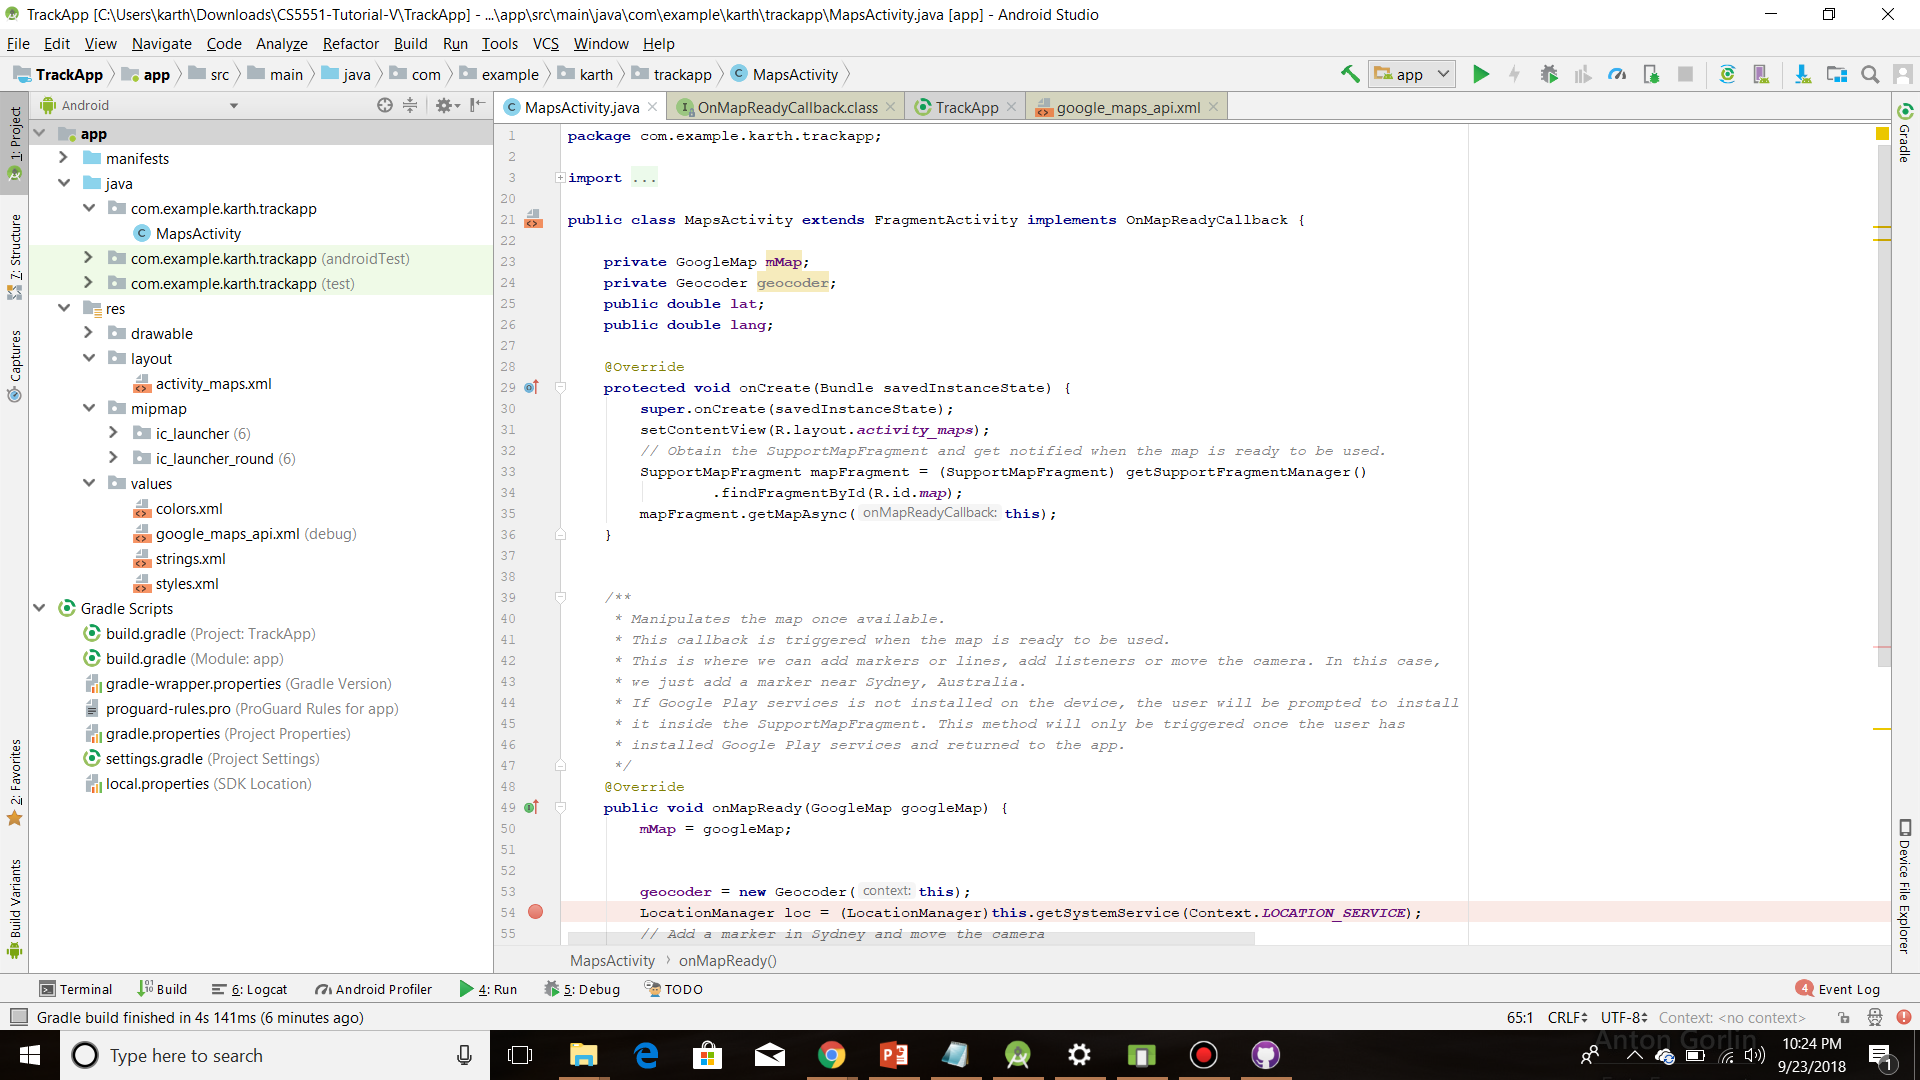 TrackApp [C:\Users\karth\Downloads\CS5551-Tutorial-V\TrackApp] - ...\app\src\main\java\com\example\karth\trackapp\MapsActivity.java [app] - Android Studio
File Edit View Navigate Code Analyze Refactor Build Run Tools VCS Window Help
TrackApp app src main java com example karth trackapp MapsActivity app
Android
MapsActivity.java OnMapReadyCallback.class TrackApp google_maps_api.xml
1: Project
7: Structure
Captures
2: Favorites
Build Variants
app
manifests
java
com.example.karth.trackapp
MapsActivity
com.example.karth.trackapp (androidTest)
com.example.karth.trackapp (test)
res
drawable
layout
activity_maps.xml
mipmap
ic_launcher (6)
ic_launcher_round (6)
values
colors.xml
google_maps_api.xml (debug)
strings.xml
styles.xml
Gradle Scripts
build.gradle (Project: TrackApp)
build.gradle (Module: app)
gradle-wrapper.properties (Gradle Version)
proguard-rules.pro (ProGuard Rules for app)
gradle.properties (Project Properties)
settings.gradle (Project Settings)
local.properties (SDK Location)
1 package com.example.karth.trackapp;
2
3 import ...
20
21 public class MapsActivity extends FragmentActivity implements OnMapReadyCallback {
22
23 private GoogleMap mMap;
24 private Geocoder geocoder;
25 public double lat;
26 public double lang;
27
28 @Override
29 protected void onCreate(Bundle savedInstanceState) {
30 super.onCreate(savedInstanceState);
31 setContentView(R.layout.activity_maps);
32 // Obtain the SupportMapFragment and get notified when the map is ready to be used.
33 SupportMapFragment mapFragment = (SupportMapFragment) getSupportFragmentManager()
34 .findFragmentById(R.id.map);
35 mapFragment.getMapAsync( onMapReadyCallback: this);
36 }
37
38
39 /**
40 * Manipulates the map once available.
41 * This callback is triggered when the map is ready to be used.
42 * This is where we can add markers or lines, add listeners or move the camera. In this case,
43 * we just add a marker near Sydney, Australia.
44 * If Google Play services is not installed on the device, the user will be prompted to install
45 * it inside the SupportMapFragment. This method will only be triggered once the user has
46 * installed Google Play services and returned to the app.
47 */
48 @Override
49 public void onMapReady(GoogleMap googleMap) {
50 mMap = googleMap;
51
52
53 geocoder = new Geocoder( context: this);
54 LocationManager loc = (LocationManager)this.getSystemService(Context.LOCATION_SERVICE);
55 // Add a marker in Sydney and move the camera
MapsActivity onMapReady()
Gradle
Device File Explorer
Terminal Build 6: Logcat Android Profiler 4: Run 5: Debug TODO 4 Event Log
Gradle build finished in 4s 141ms (6 minutes ago) 65:1 CRLF UTF-8 Context: <no context>
Anton Gorlin
Type here to search
10:24 PM
9/23/2018
1